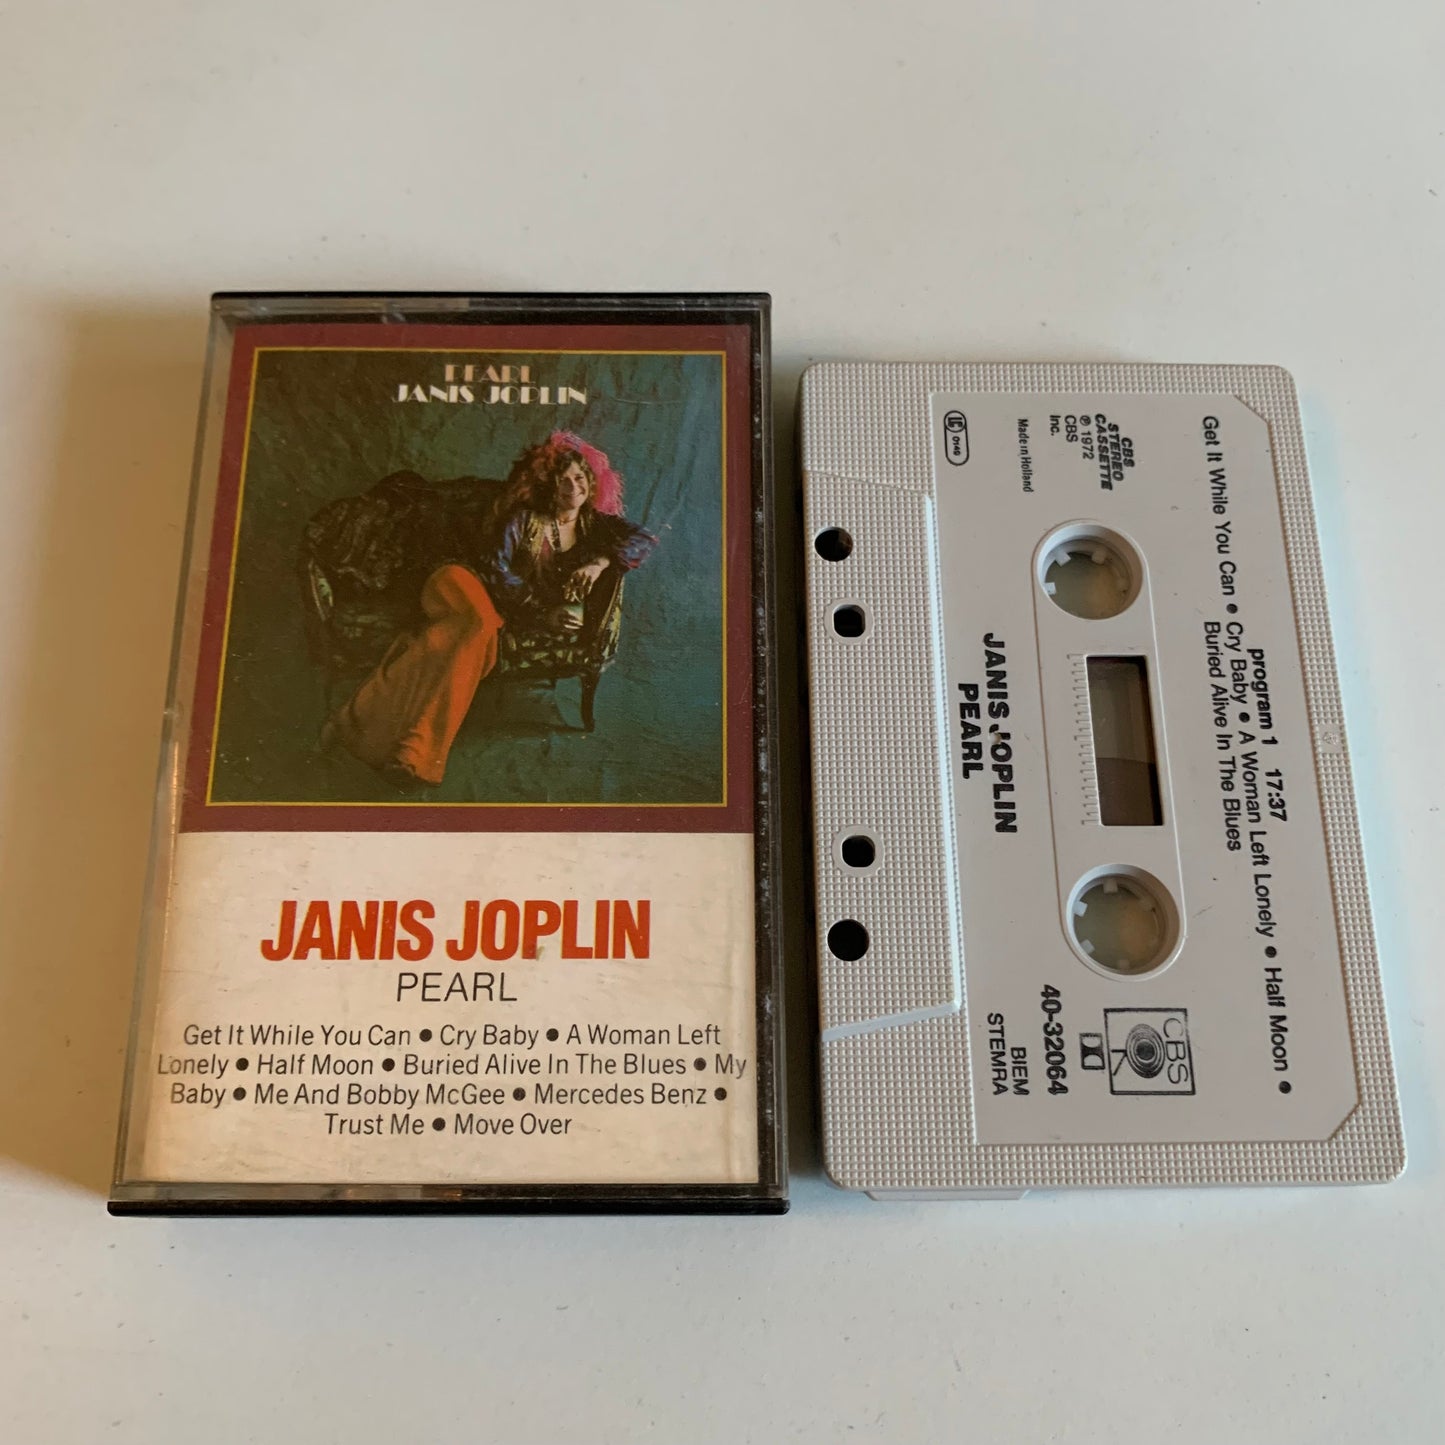 PEARL
JANIS JOPLIN
JANIS JOPLIN
PEARL
Get It While You Can ● Cry Baby ● A Woman Left
Lonely ● Half Moon ● Buried Alive In The Blues ● My
Baby ● Me And Bobby McGee ● Mercedes Benz ●
Trust Me ● Move Over
program 1 17:37
Get It While You Can ● Cry Baby ● A Woman Left Lonely ● Half Moon ●
Buried Alive In The Blues
CBS
STEREO
CASSETTE
℗ 1972
CBS
Inc.
Made in Holland
LC 0149
JANIS JOPLIN
PEARL
CBS
40-32064
BIEM
STEMRA